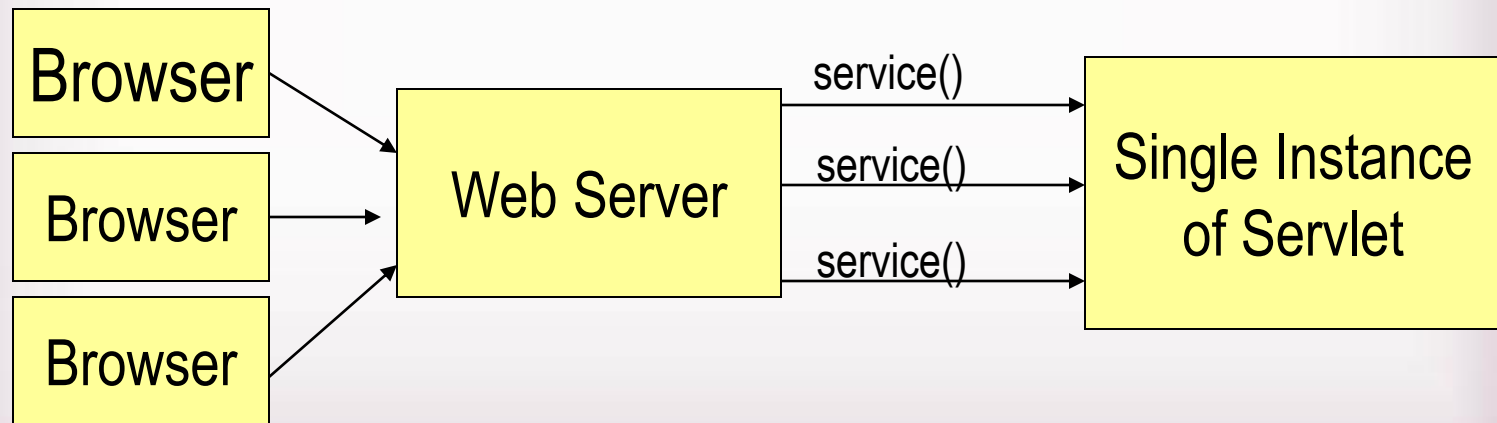 Browser
Browser
Browser
Web Server
service()
service()
service()
Single Instance
of Servlet